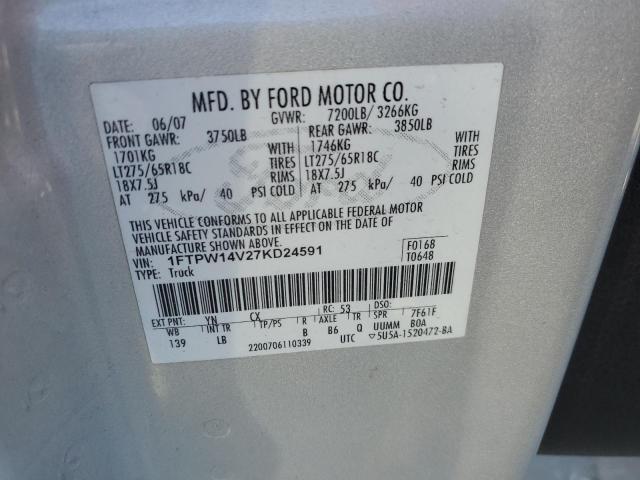 MFD. BY FORD MOTOR CO.
DATE: 06/07 GVWR: 7200LB/ 3266KG
FRONT GAWR: 3750LB REAR GAWR: 3850LB
1701KG WITH 1746KG WITH
LT275/65R18C TIRES LT275/65R18C TIRES
18X7.5J RIMS 18X7.5J RIMS
AT 275 kPa/ 40 PSI COLD AT 275 kPa/ 40 PSI COLD
THIS VEHICLE CONFORMS TO ALL APPLICABLE FEDERAL MOTOR
VEHICLE SAFETY STANDARDS IN EFFECT ON THE DATE OF
MANUFACTURE SHOWN ABOVE.
VIN: 1FTPW14V27KD24591 F0168
TYPE: Truck T0648
EXT PNT: YN CX RC: 53 DSO:
WB INT TR TP/PS R AXLE TR SPR 7F61F
139 LB B B6 Q UUMM BOA
2200706110339 UTC ▽5U5A-1520472-BA